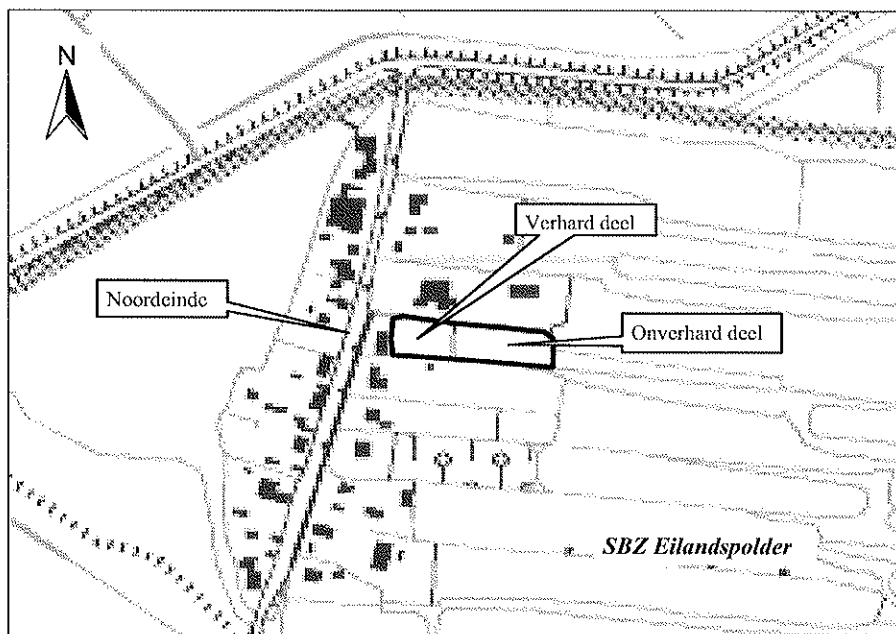 N
Verhard deel
Noordeinde
Onverhard deel
SBZ Eilandspolder